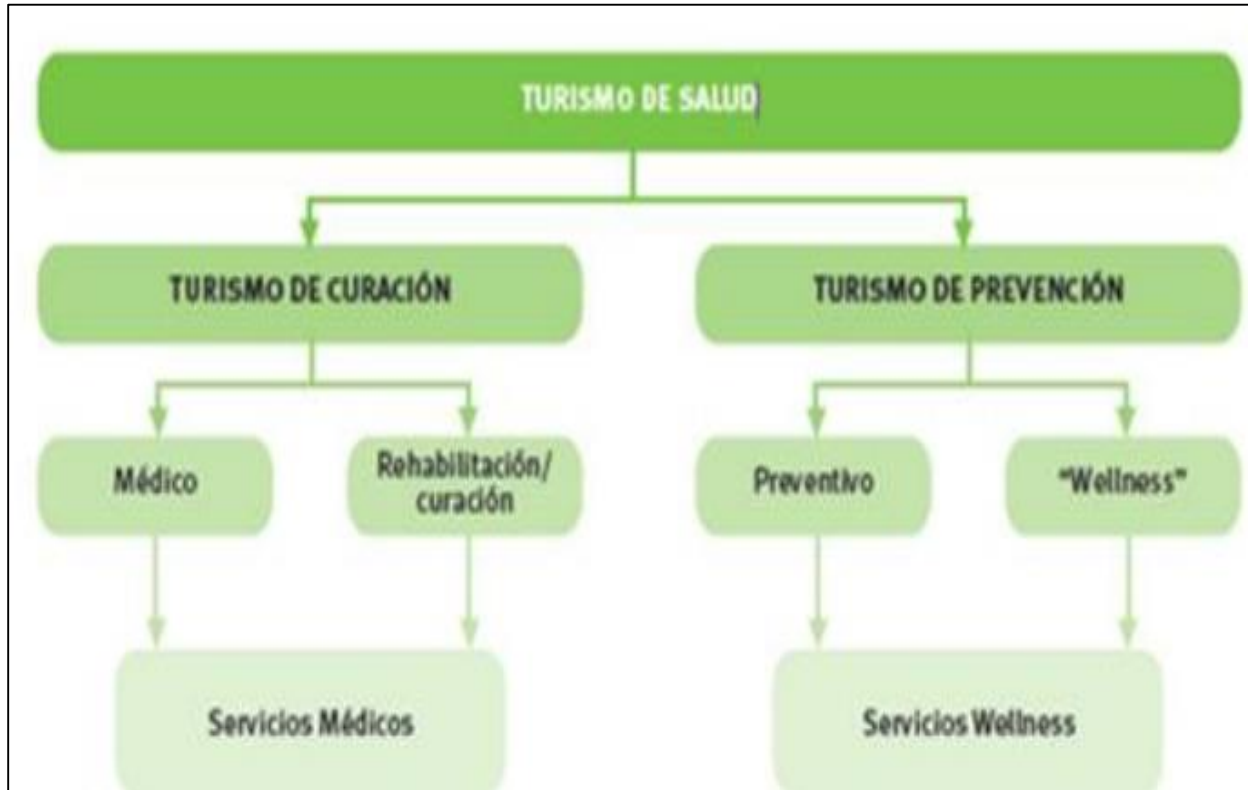 TURISMO DE SALUD
TURISMO DE CURACIÓN
TURISMO DE PREVENCIÓN
Médico
Rehabilitación/
curación
Preventivo
“Wellness”
Servicios Médicos
Servicios Wellness